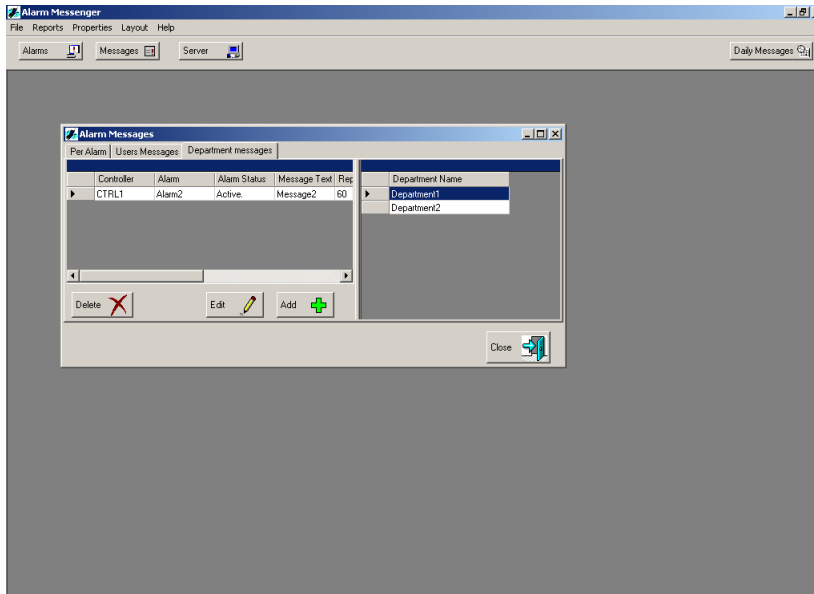 Alarm Messenger
File Reports Properties Layout Help
Alarms Messages Server Daily Messages
Alarm Messages
Per Alarm Users Messages Department messages
Controller Alarm Alarm Status Message Text Rep Department Name
CTRL1 Alarm2 Active. Message2 60 Department1
Department2
Delete Edit Add
Close